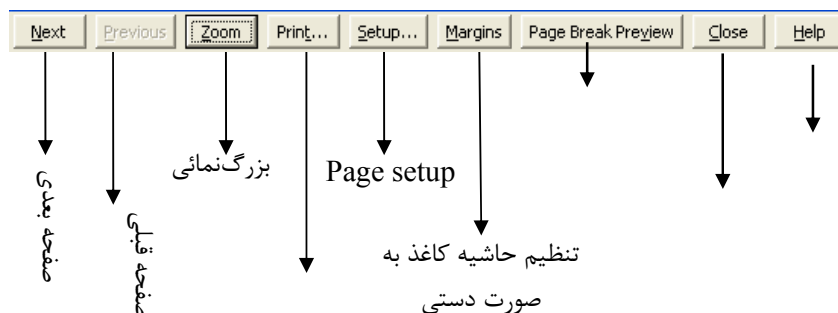 Next Previous Zoom Print... Setup... Margins Page Break Preview Close Help
بزرگ‌نمائی
Page setup
صفحه بعدی
صفحه قبلی
تنظیم حاشیه کاغذ به
صورت دستی